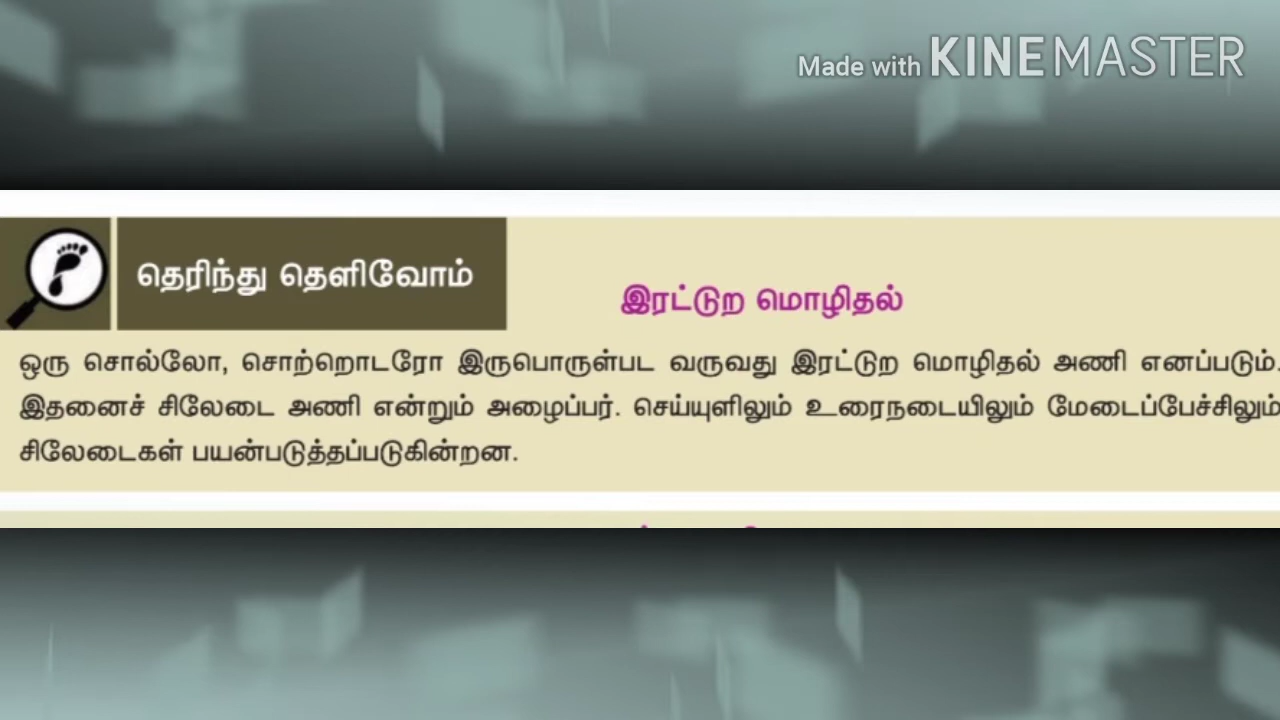 Made with KINEMASTER
தெரிந்து தெளிவோம்
இரட்டுற மொழிதல்
ஒரு சொல்லோ, சொற்றொடரோ இருபொருள்பட வருவது இரட்டுற மொழிதல் அணி எனப்படும்.
இதனைச் சிலேடை அணி என்றும் அழைப்பர். செய்யுளிலும் உரைநடையிலும் மேடைப்பேச்சிலும்
சிலேடைகள் பயன்படுத்தப்படுகின்றன.